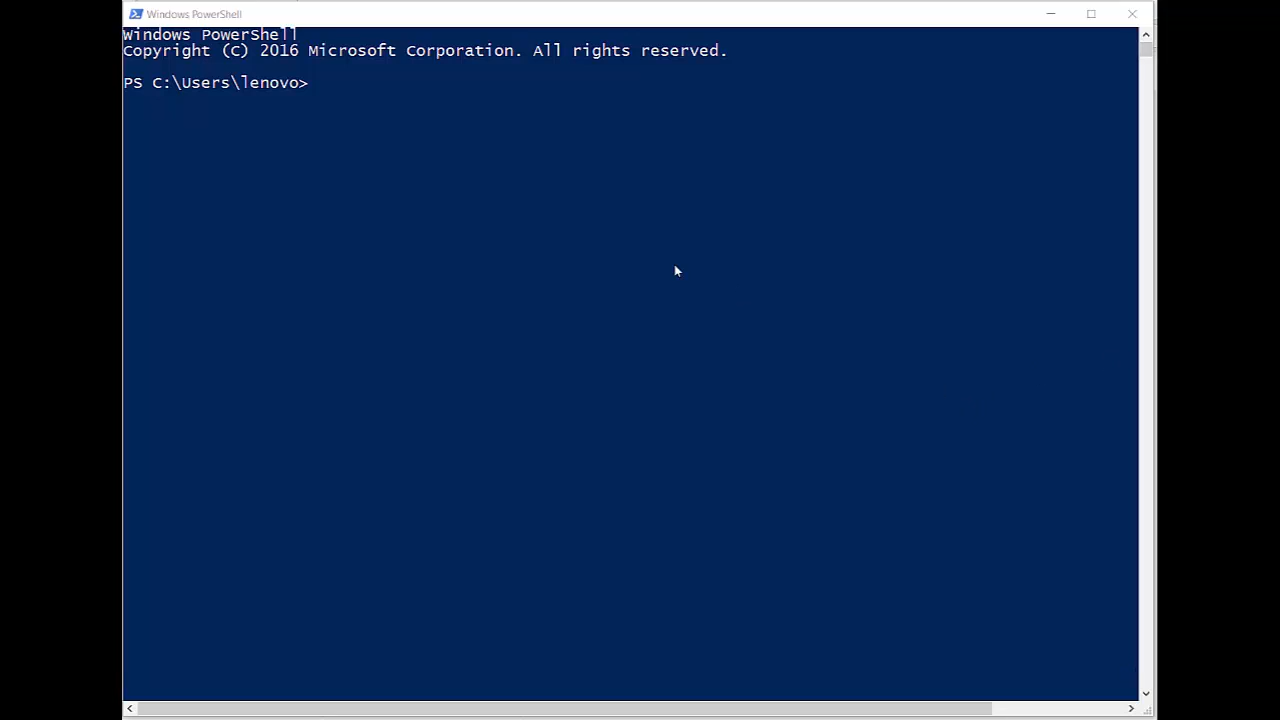 Windows PowerShell
Windows PowerShell
Copyright (C) 2016 Microsoft Corporation. All rights reserved.
PS C:\Users\lenovo>